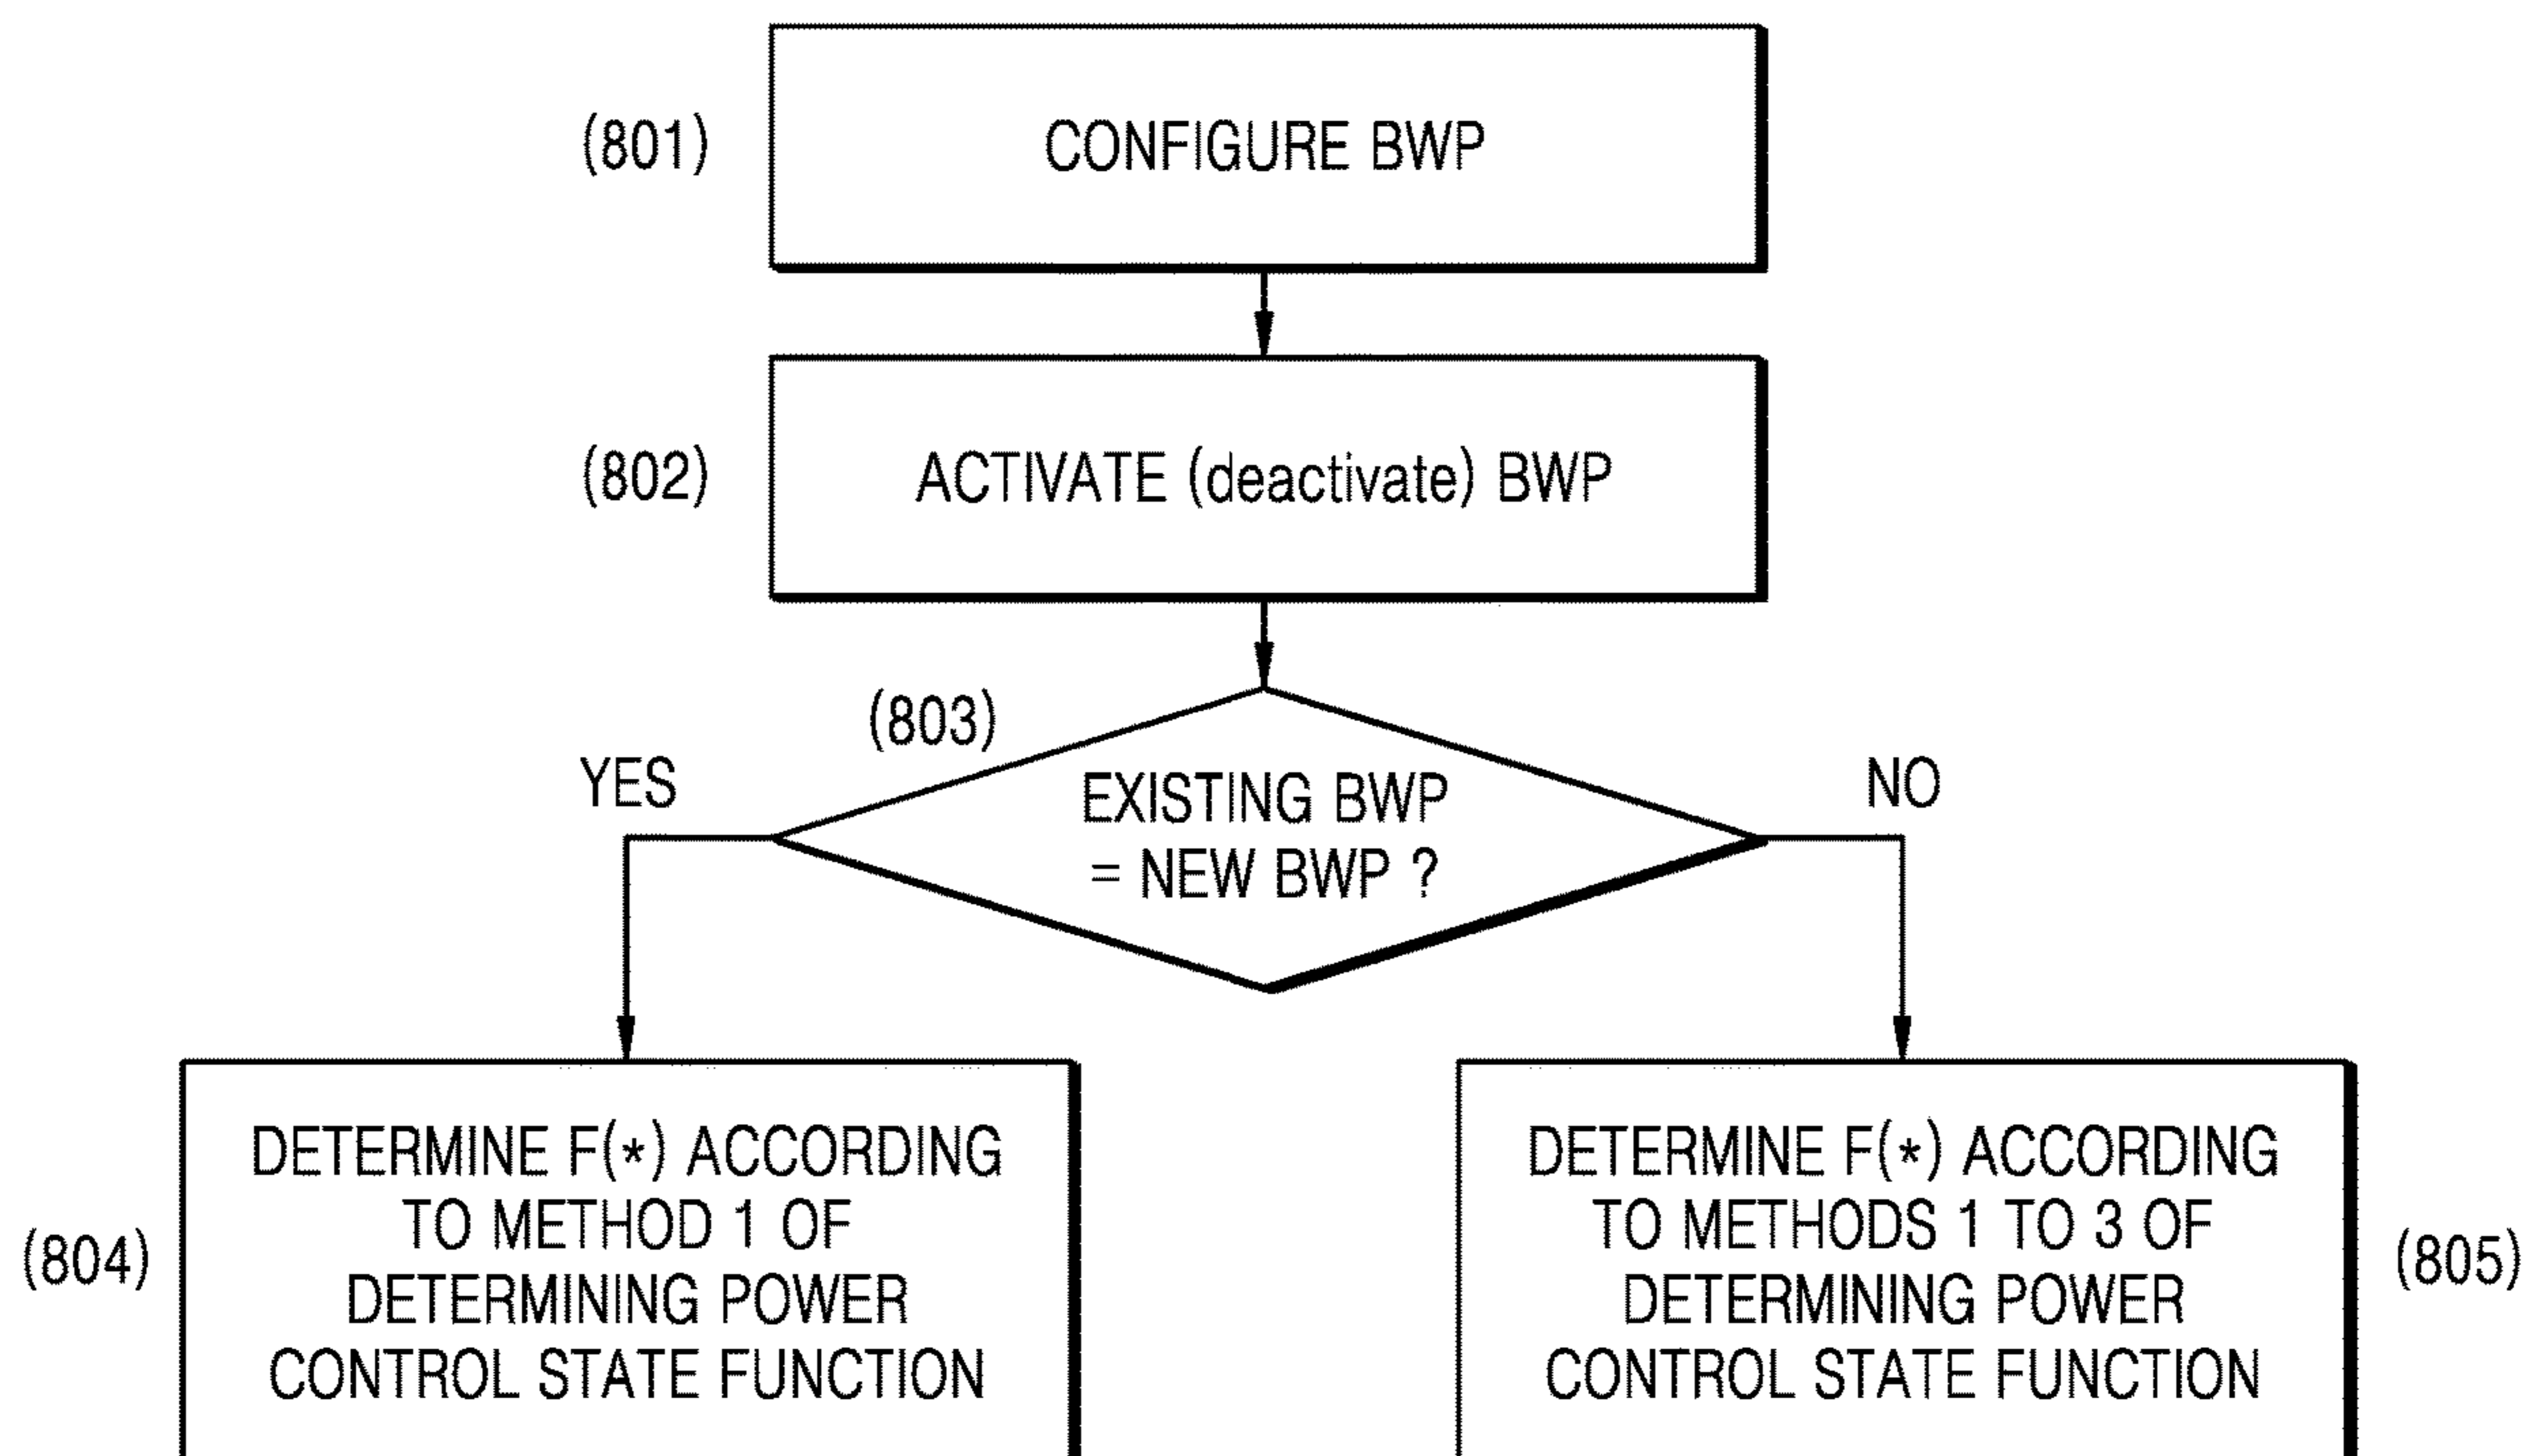 (801)
CONFIGURE BWP
(802)
ACTIVATE (deactivate) BWP
(803)
YES
NO
EXISTING BWP
= NEW BWP ?
(804)
DETERMINE F(*) ACCORDING
TO METHOD 1 OF
DETERMINING POWER
CONTROL STATE FUNCTION
DETERMINE F(*) ACCORDING
TO METHODS 1 TO 3 OF
DETERMINING POWER
CONTROL STATE FUNCTION
(805)